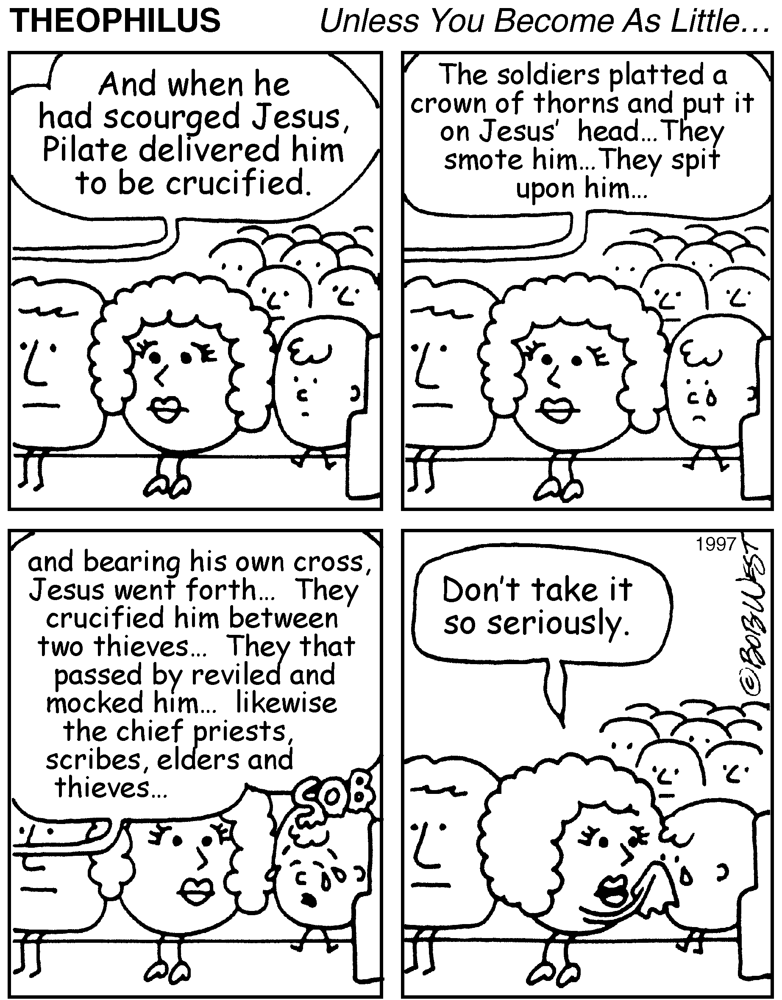 THEOPHILUS
Unless You Become As Little...
And when he
had scourged Jesus,
Pilate delivered him
to be crucified.
The soldiers platted a
crown of thorns and put it
on Jesus' head...They
smote him...They spit
upon him...
and bearing his own cross,
Jesus went forth... They
crucified him between
two thieves... They that
passed by reviled and
mocked him... likewise
the chief priests,
scribes, elders and
thieves...
SOB
Don't take it
so seriously.
1997
©BOB WEST